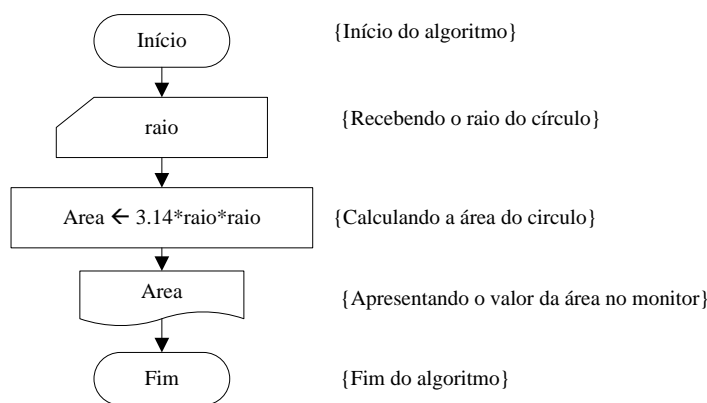 Início {Início do algoritmo}
raio {Recebendo o raio do círculo}
Area ← 3.14*raio*raio {Calculando a área do circulo}
Area {Apresentando o valor da área no monitor}
Fim {Fim do algoritmo}